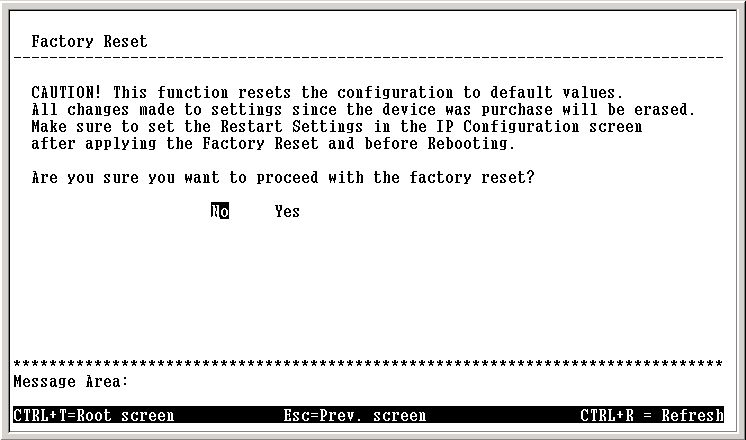 Factory Reset
--------------------------------------------------------------------------------
CAUTION! This function resets the configuration to default values.
All changes made to settings since the device was purchase will be erased.
Make sure to set the Restart Settings in the IP Configuration screen
after applying the Factory Reset and before Rebooting.
Are you sure you want to proceed with the factory reset?
No Yes
********************************************************************************
Message Area:
CTRL+T=Root screen Esc=Prev. screen CTRL+R = Refresh